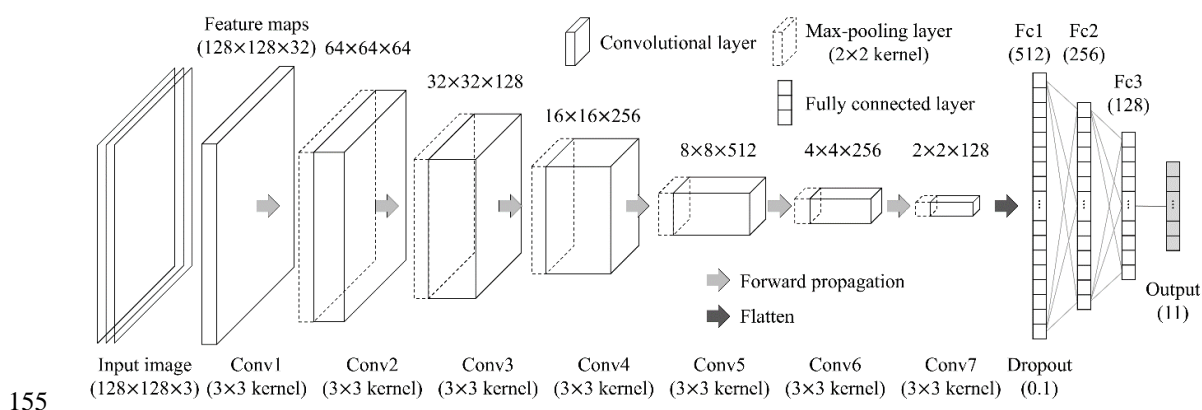 Feature maps
(128×128×32)
64×64×64
32×32×128
16×16×256
8×8×512
4×4×256
2×2×128
Convolutional layer
Max-pooling layer
(2×2 kernel)
Fully connected layer
Fc1
(512)
Fc2
(256)
Fc3
(128)
...
...
...
...
Forward propagation
Flatten
Output
(11)
Input image
(128×128×3)
Conv1
(3×3 kernel)
Conv2
(3×3 kernel)
Conv3
(3×3 kernel)
Conv4
(3×3 kernel)
Conv5
(3×3 kernel)
Conv6
(3×3 kernel)
Conv7
(3×3 kernel)
Dropout
(0.1)
155